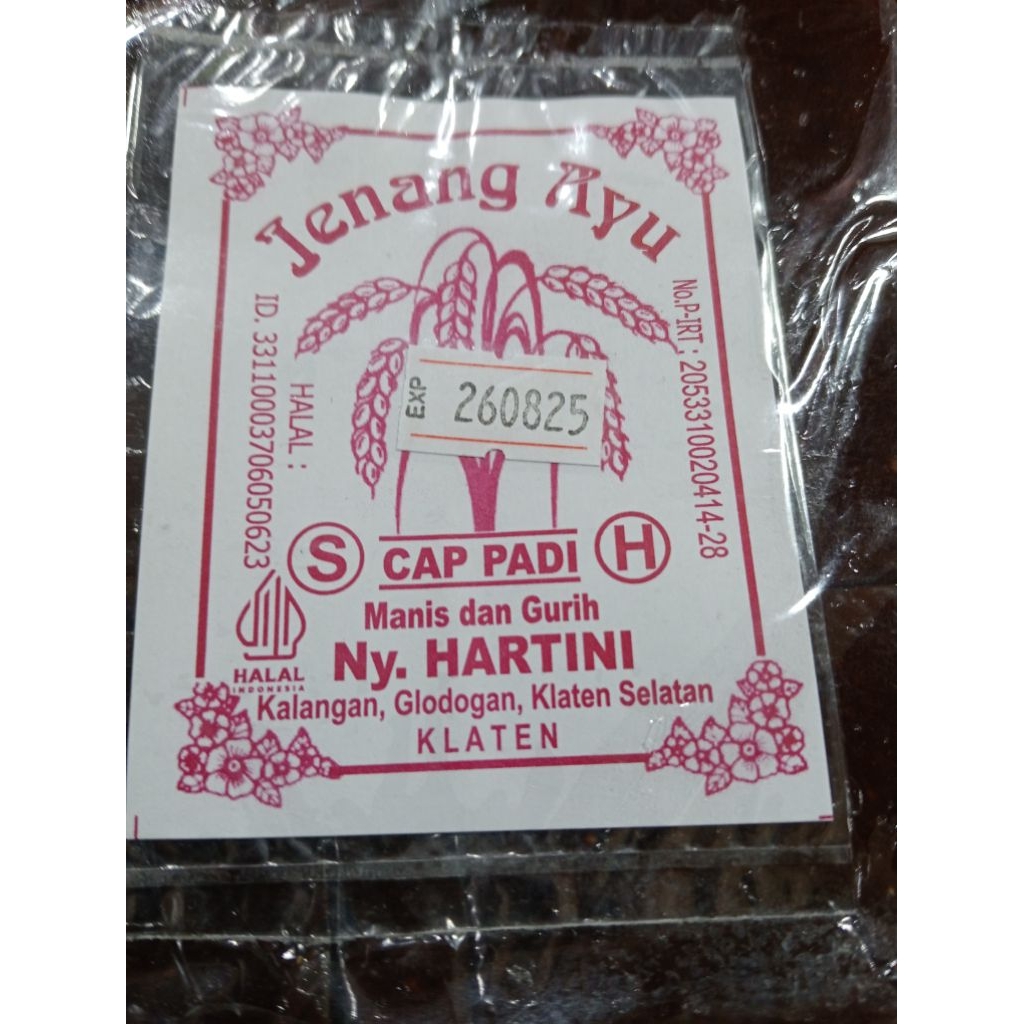 Jenang Ayu
No.P-IRT : 2053310020414-28
HALAL :
ID. 33110003706050623
EXP 260825
S CAP PADI H
Manis dan Gurih
Ny. HARTINI
HALAL
INDONESIA
Kalangan, Glodogan, Klaten Selatan
KLATEN